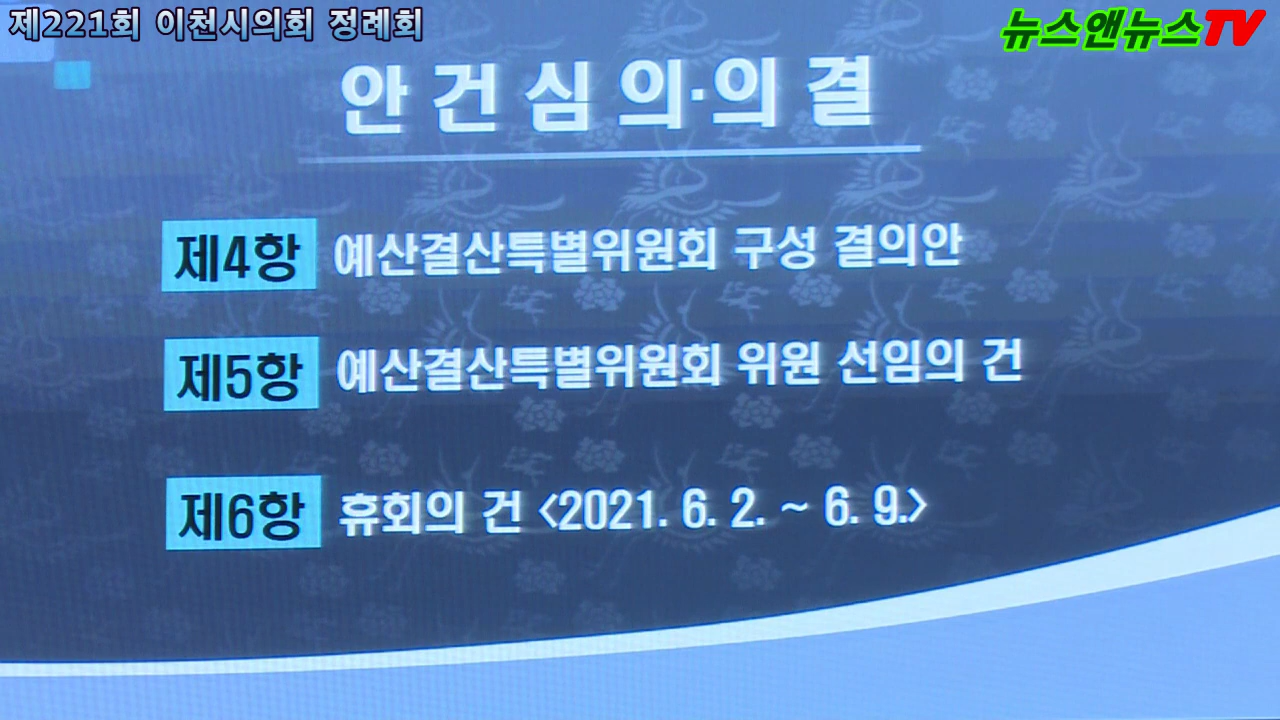 제221회 이천시의회 정례회
뉴스앤뉴스TV
안건심의·의결
제4항 예산결산특별위원회 구성 결의안
제5항 예산결산특별위원회 위원 선임의 건
제6항 휴회의 건 <2021. 6. 2. ~ 6. 9.>